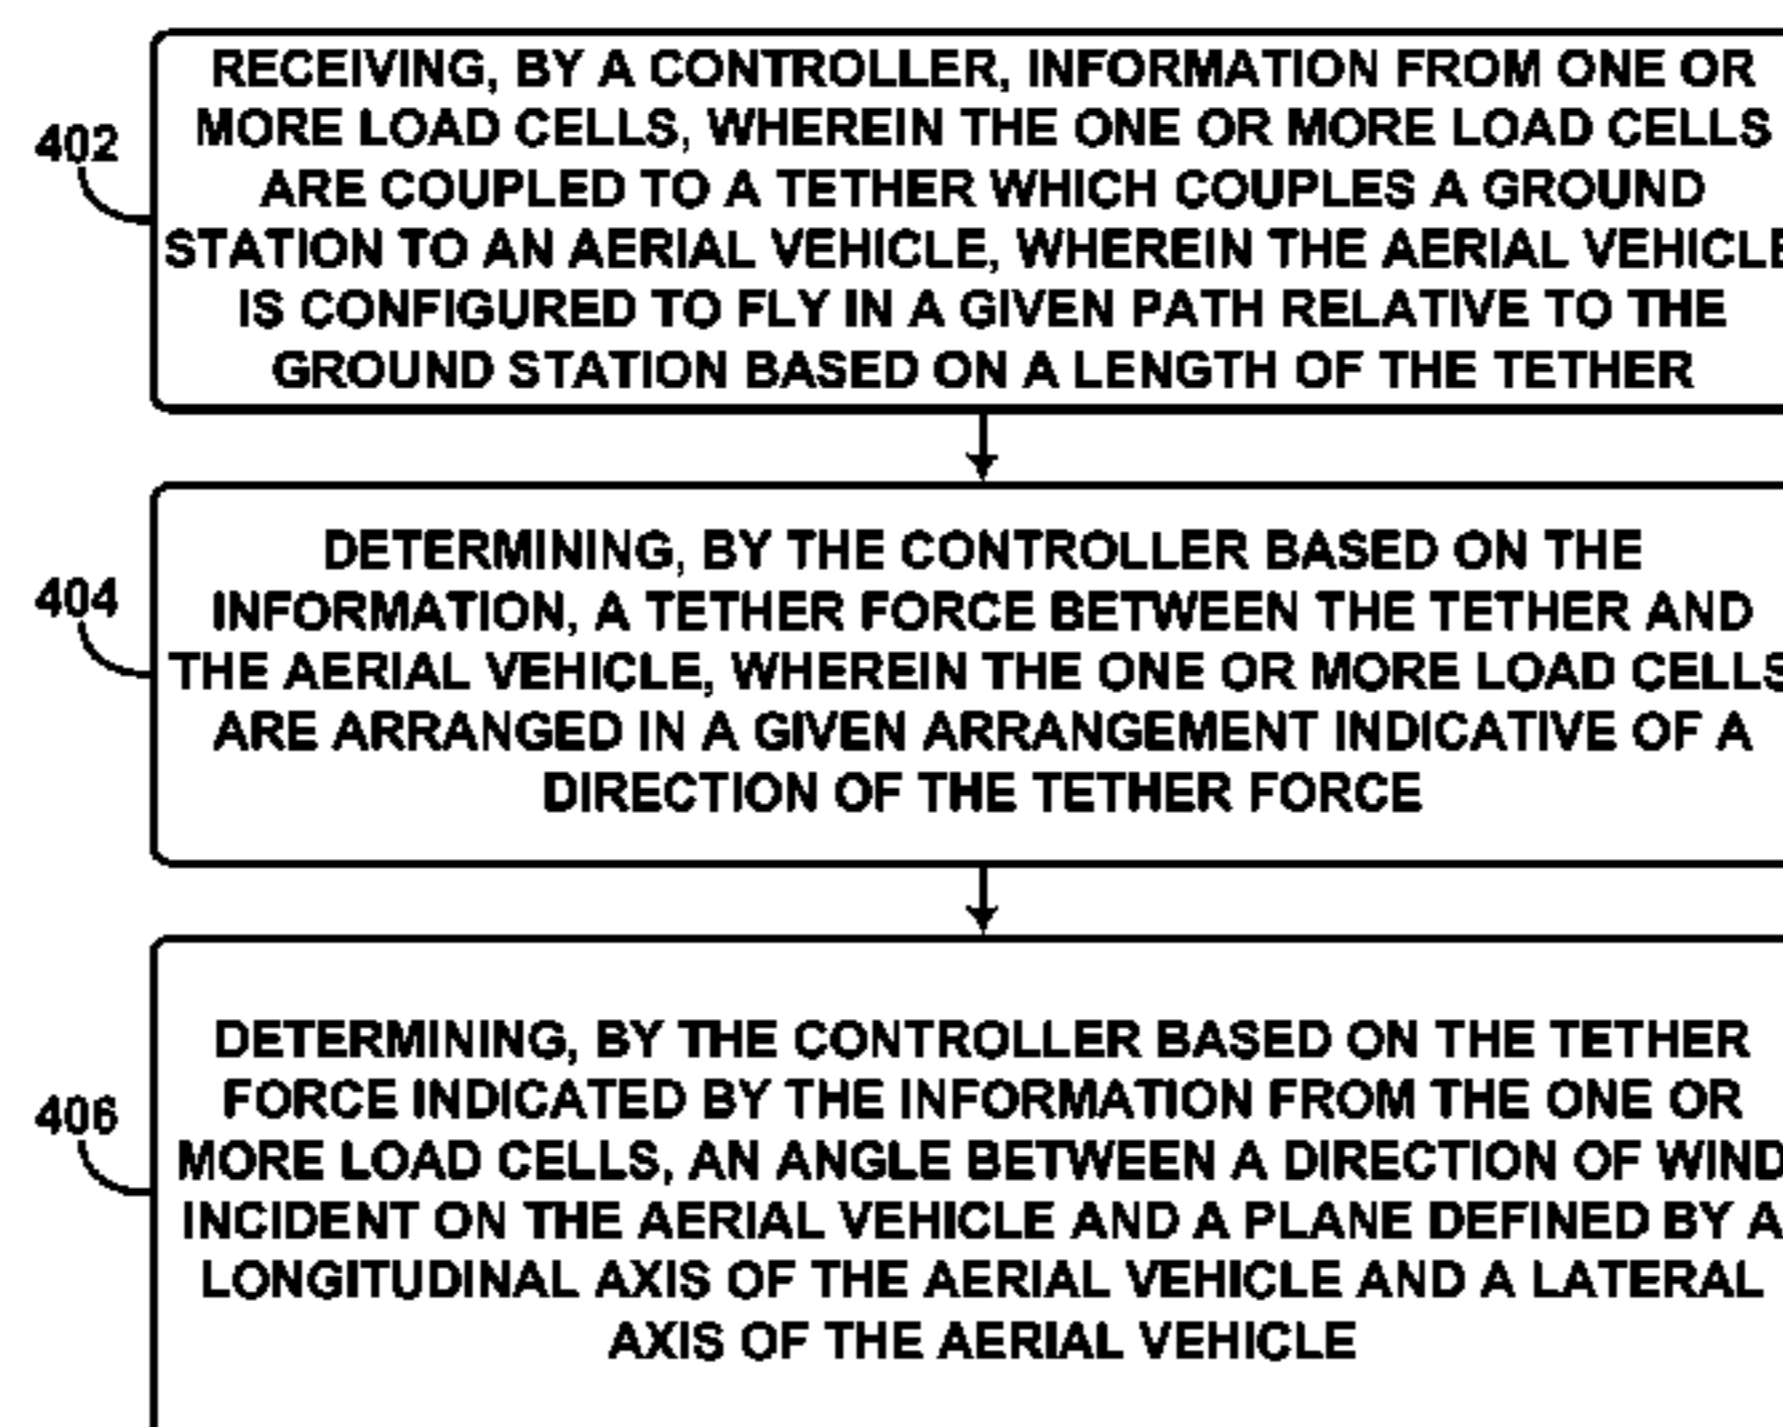 RECEIVING, BY A CONTROLLER, INFORMATION FROM ONE OR
MORE LOAD CELLS, WHEREIN THE ONE OR MORE LOAD CELLS
402
ARE COUPLED TO A TETHER WHICH COUPLES A GROUND
STATION TO AN AERIAL VEHICLE, WHEREIN THE AERIAL VEHICLE
IS CONFIGURED TO FLY IN A GIVEN PATH RELATIVE TO THE
GROUND STATION BASED ON A LENGTH OF THE TETHER
DETERMINING, BY THE CONTROLLER BASED ON THE
404
INFORMATION, A TETHER FORCE BETWEEN THE TETHER AND
THE AERIAL VEHICLE, WHEREIN THE ONE OR MORE LOAD CELLS
ARE ARRANGED IN A GIVEN ARRANGEMENT INDICATIVE OF A
DIRECTION OF THE TETHER FORCE
DETERMINING, BY THE CONTROLLER BASED ON THE TETHER
FORCE INDICATED BY THE INFORMATION FROM THE ONE OR
406
MORE LOAD CELLS, AN ANGLE BETWEEN A DIRECTION OF WIND
INCIDENT ON THE AERIAL VEHICLE AND A PLANE DEFINED BY A
LONGITUDINAL AXIS OF THE AERIAL VEHICLE AND A LATERAL
AXIS OF THE AERIAL VEHICLE